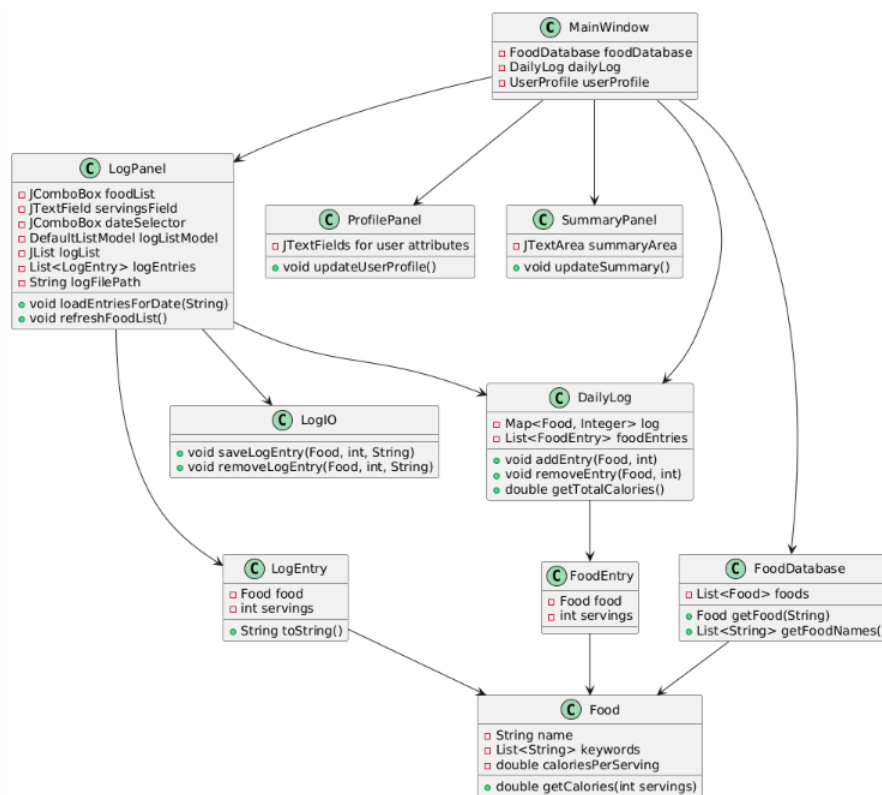 C MainWindow
FoodDatabase foodDatabase
DailyLog dailyLog
UserProfile userProfile
C LogPanel
JComboBox foodList
JTextField servingsField
JComboBox dateSelector
DefaultListModel logListModel
JList logList
List<LogEntry> logEntries
String logFilePath
void loadEntriesForDate(String)
void refreshFoodList()
C ProfilePanel
JTextFields for user attributes
void updateUserProfile()
C SummaryPanel
JTextArea summaryArea
void updateSummary()
C LogIO
void saveLogEntry(Food, int, String)
void removeLogEntry(Food, int, String)
C DailyLog
Map<Food, Integer> log
List<FoodEntry> foodEntries
void addEntry(Food, int)
void removeEntry(Food, int)
double getTotalCalories()
C LogEntry
Food food
int servings
String toString()
C FoodEntry
Food food
int servings
C FoodDatabase
List<Food> foods
Food getFood(String)
List<String> getFoodNames(
C Food
String name
List<String> keywords
double caloriesPerServing
double getCalories(int servings)